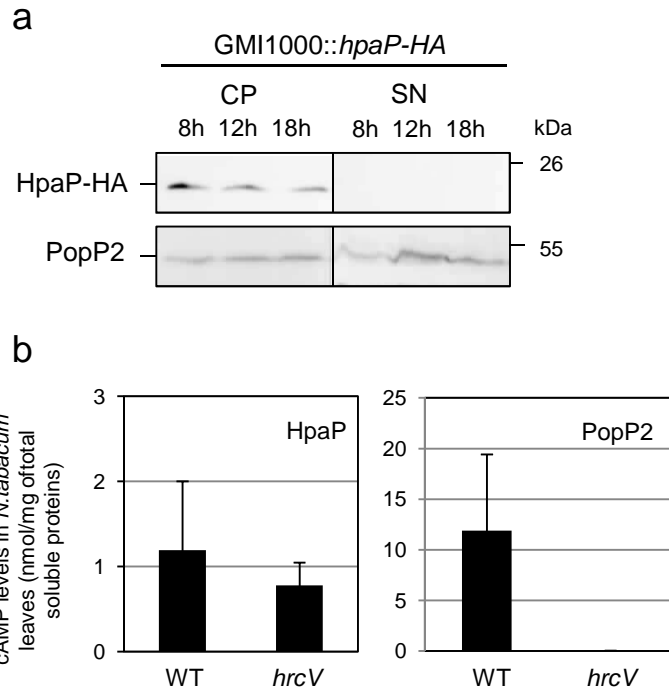 a
GMI1000::hpaP-HA
CP SN
8h 12h 18h 8h 12h 18h kDa
HpaP-HA 26
PopP2 55
b
cAMP levels in N.tabacum
leaves (nmol/mg oftotal
soluble proteins)
3
2
1
0
HpaP
WT hrcV
25
20
15
10
5
0
PopP2
WT hrcV